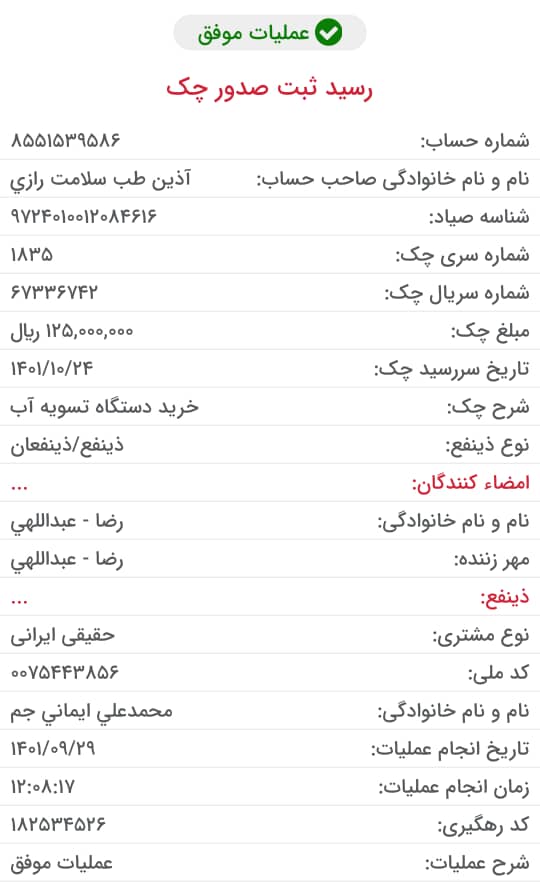 عملیات موفق
رسید ثبت صدور چک
شماره حساب: ۸۵۵۱۵۳۹۵۸۶
نام و نام خانوادگی صاحب حساب: آذین طب سلامت رازي
شناسه صیاد: ۹۷۲۴۰۱۰۰۱۲۰۸۴۶۱۶
شماره سری چک: ۱۸۳۵
شماره سریال چک: ۶۷۳۳۶۷۴۲
مبلغ چک: ۱۲۵,۰۰۰,۰۰۰ ریال
تاریخ سررسید چک: ۱۴۰۱/۱۰/۲۴
شرح چک: خرید دستگاه تسویه آب
نوع ذینفع: ذینفع/ذینفعان
امضاء کنندگان: ...
نام و نام خانوادگی: رضا - عبداللهي
مهر زننده: رضا - عبداللهي
ذینفع: ...
نوع مشتری: حقیقی ایرانی
کد ملی: ۰۰۷۵۴۴۳۸۵۶
نام و نام خانوادگی: محمدعلي ايماني جم
تاریخ انجام عملیات: ۱۴۰۱/۰۹/۲۹
زمان انجام عملیات: ۱۲:۰۸:۱۷
کد رهگیری: ۱۸۲۵۳۴۵۲۶
شرح عملیات: عملیات موفق